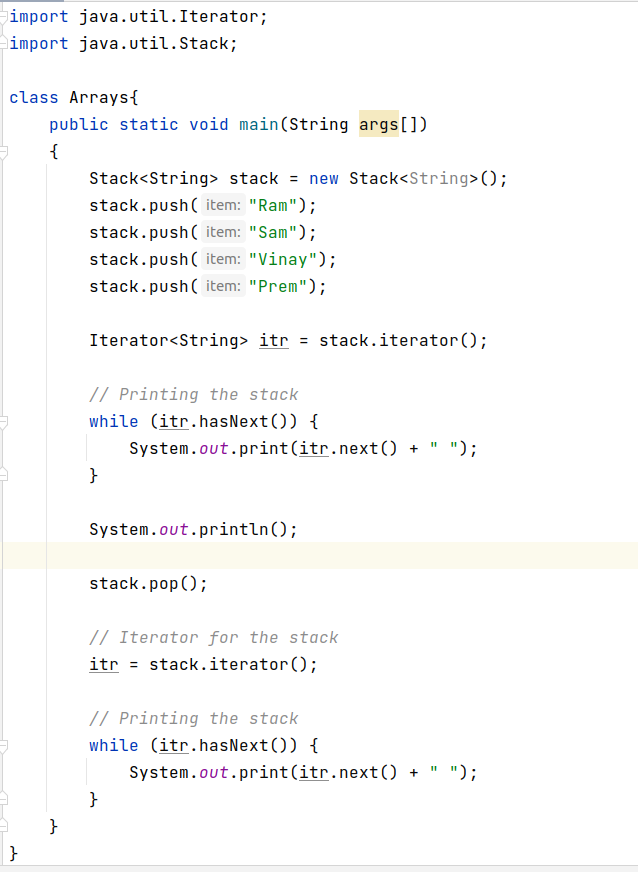 import java.util.Iterator;
import java.util.Stack;
class Arrays{
    public static void main(String args[])
    {
        Stack<String> stack = new Stack<String>();
        stack.push( item: "Ram");
        stack.push( item: "Sam");
        stack.push( item: "Vinay");
        stack.push( item: "Prem");
        Iterator<String> itr = stack.iterator();
        // Printing the stack
        while (itr.hasNext()) {
            System.out.print(itr.next() + " ");
        }
        System.out.println();
        stack.pop();
        // Iterator for the stack
        itr = stack.iterator();
        // Printing the stack
        while (itr.hasNext()) {
            System.out.print(itr.next() + " ");
        }
    }
}